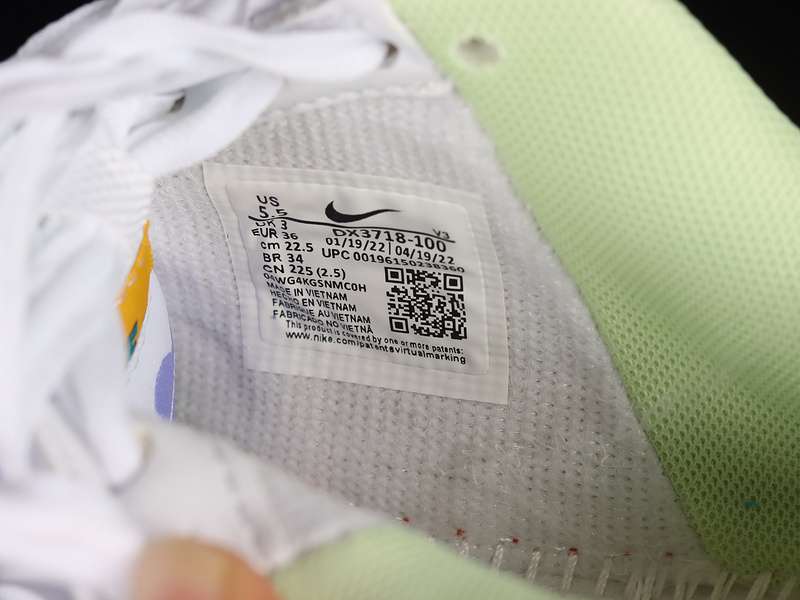 US
5.5
UK 3 V3
EUR 36 DX3718-100
cm 22.5 01/19/22 | 04/19/22
BR 34 UPC 00196150238360
CN 225 (2.5)
04WG4KGSNMC0H
MADE IN VIETNAM
HECHO EN VIETNAM
FABRIQUE AU VIETNAM
FABRICADO NO VIETNÃ
This product is covered by one or more patents:
www.nike.com/patentsvirtualmarking